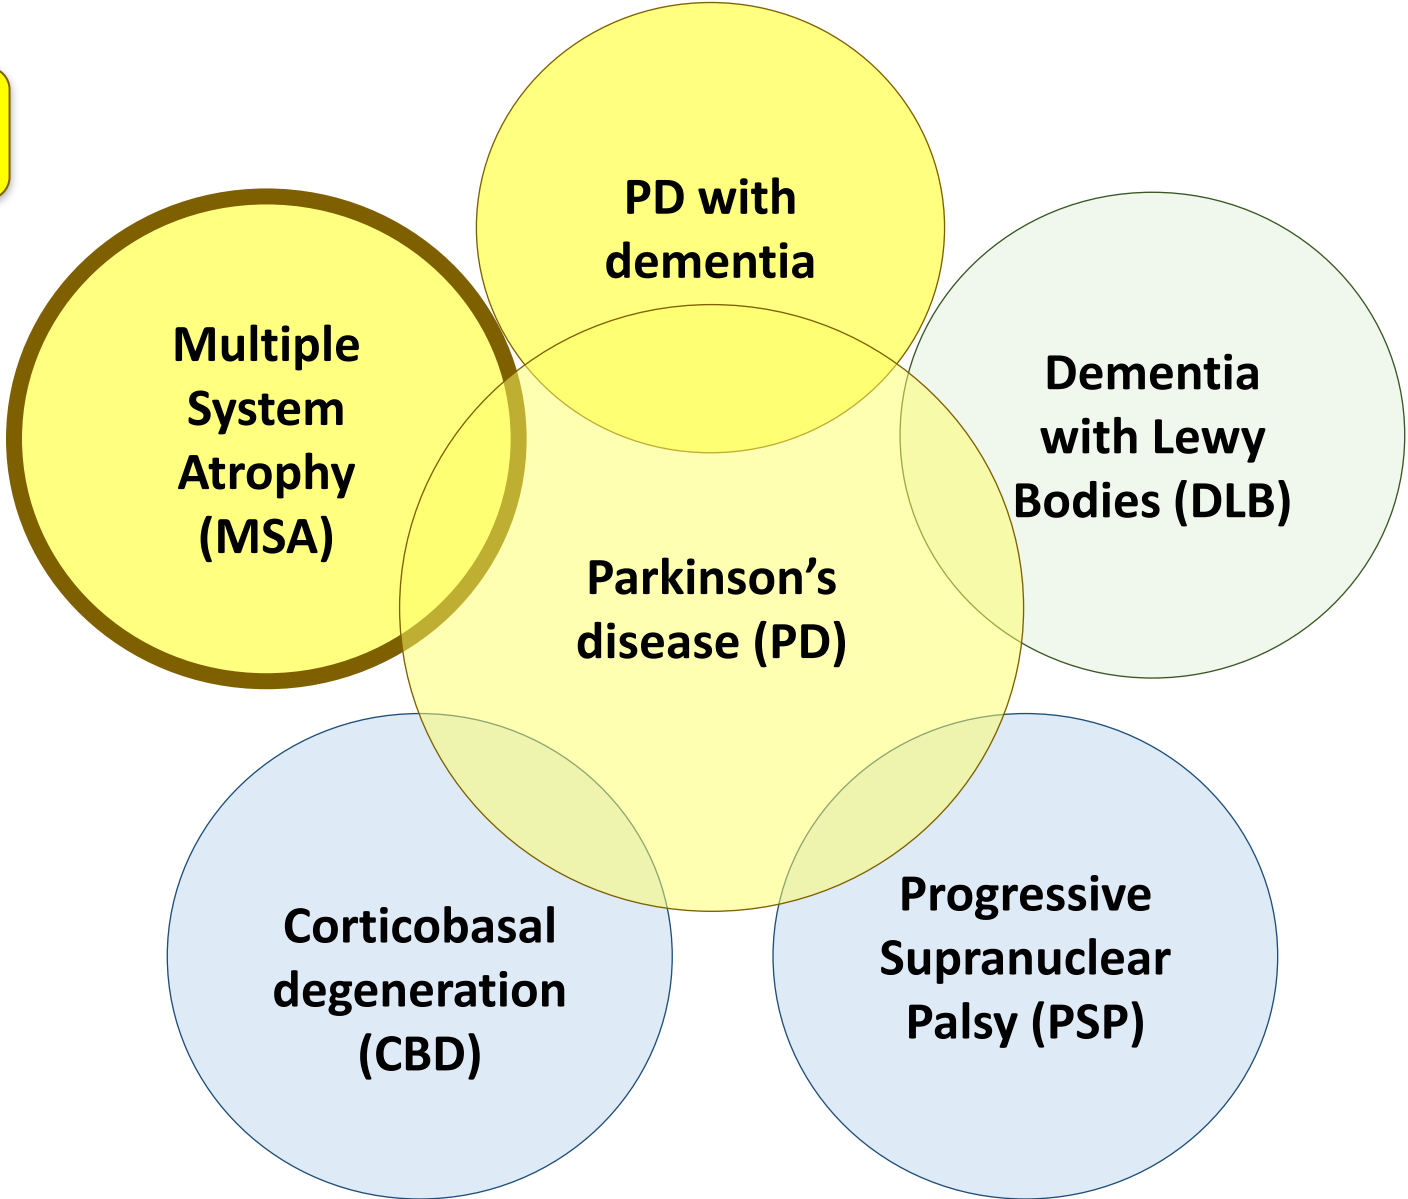 PD with
dementia
Multiple
System
Atrophy
(MSA)
Dementia
with Lewy
Bodies (DLB)
Parkinson’s
disease (PD)
Corticobasal
degeneration
(CBD)
Progressive
Supranuclear
Palsy (PSP)